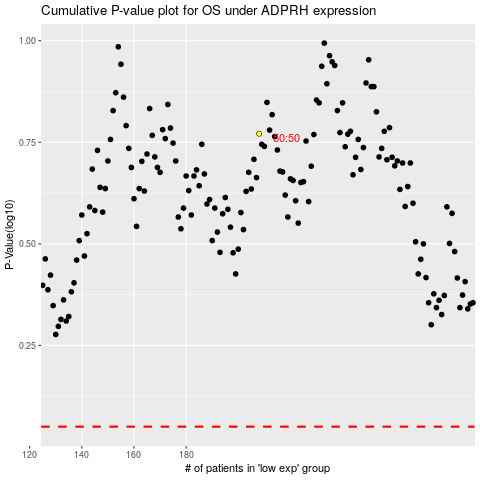 Cumulative P-value plot for OS under ADPRH expression
P-Value(log10)
1.00
0.75
0.50
0.25
50:50
120 140 160 180
# of patients in 'low exp' group